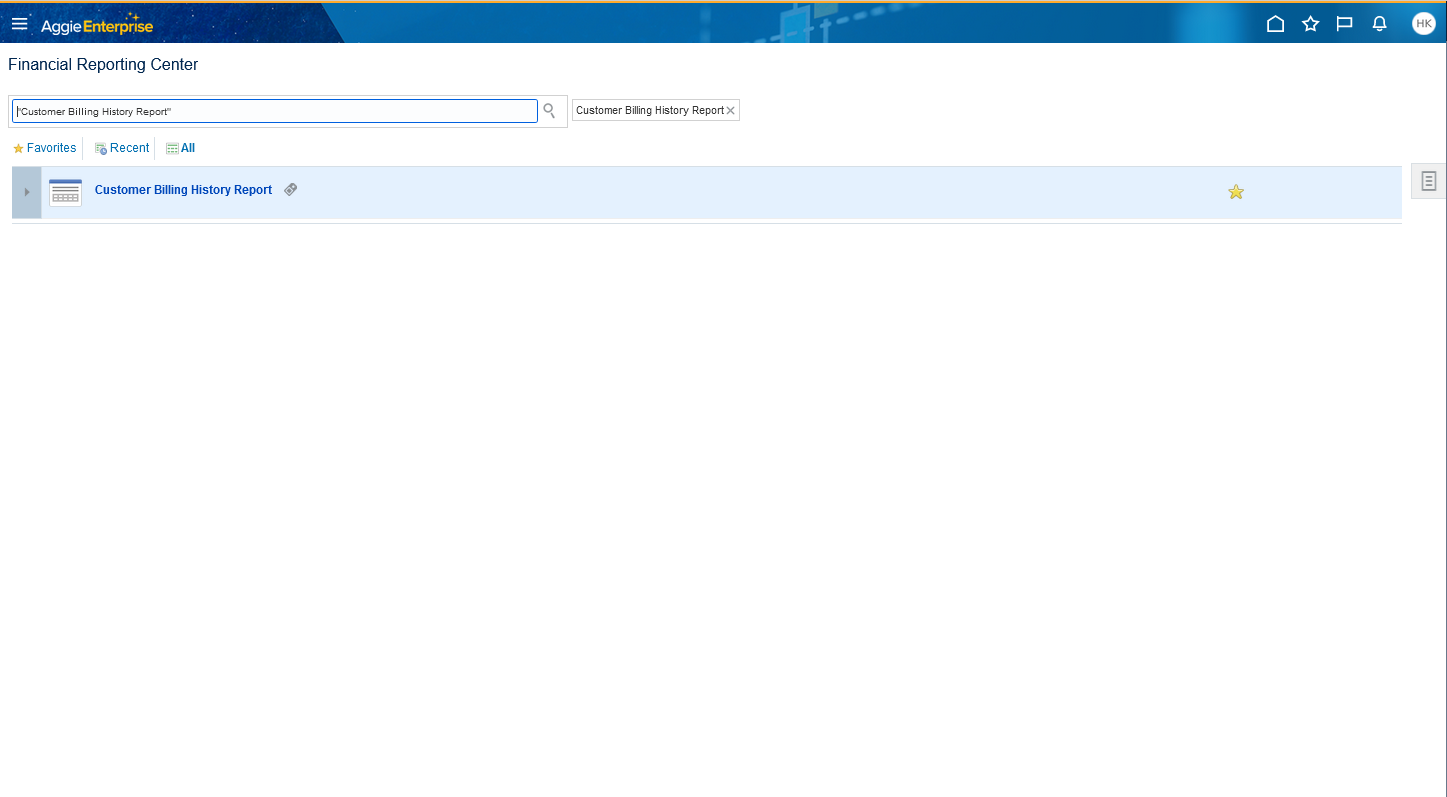 AggieEnterprise
HK
Financial Reporting Center
"Customer Billing History Report"
Customer Billing History Report
Favorites Recent All
Customer Billing History Report